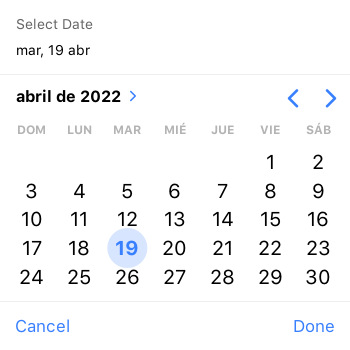 Select Date
mar, 19 abr
abril de 2022
DOM LUN MAR MIÉ JUE VIE SÁB
1 2
3 4 5 6 7 8 9
10 11 12 13 14 15 16
17 18 19 20 21 22 23
24 25 26 27 28 29 30
Cancel Done